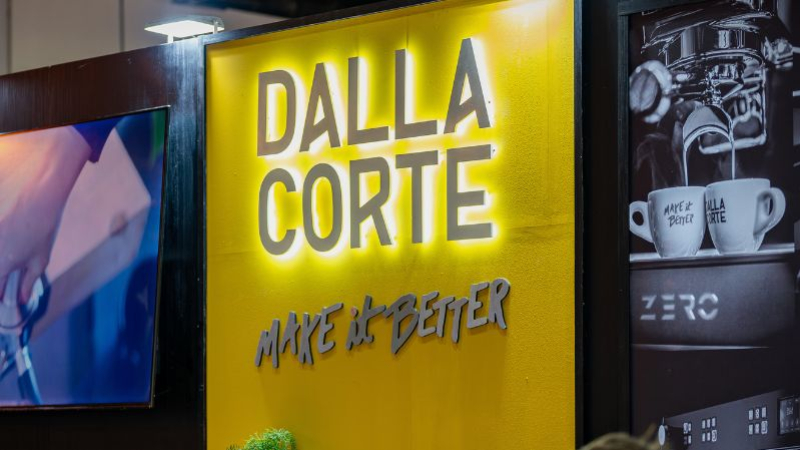 DALLA
CORTE
MAKE it BETTER
MAKE it
BETTER
DALLA
CORTE
ZERO